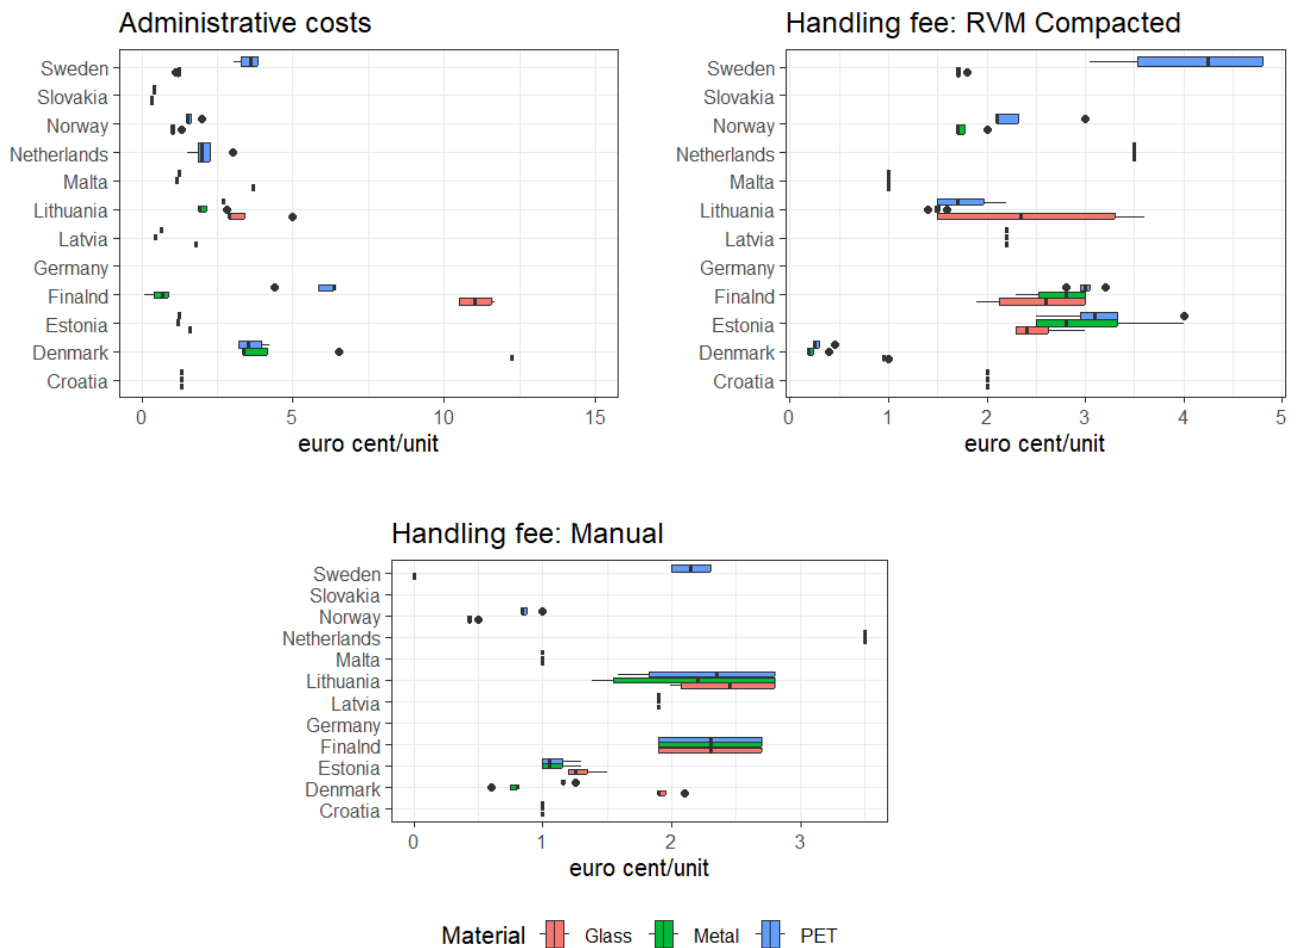 Administrative costs
Sweden
Slovakia
Norway
Netherlands
Malta
Lithuania
Latvia
Germany
Finalnd
Estonia
Denmark
Croatia
0 5 10 15
euro cent/unit
Handling fee: RVM Compacted
Sweden
Slovakia
Norway
Netherlands
Malta
Lithuania
Latvia
Germany
Finalnd
Estonia
Denmark
Croatia
0 1 2 3 4 5
euro cent/unit
Handling fee: Manual
Sweden
Slovakia
Norway
Netherlands
Malta
Lithuania
Latvia
Germany
Finalnd
Estonia
Denmark
Croatia
0 1 2 3
euro cent/unit
Material Glass Metal PET